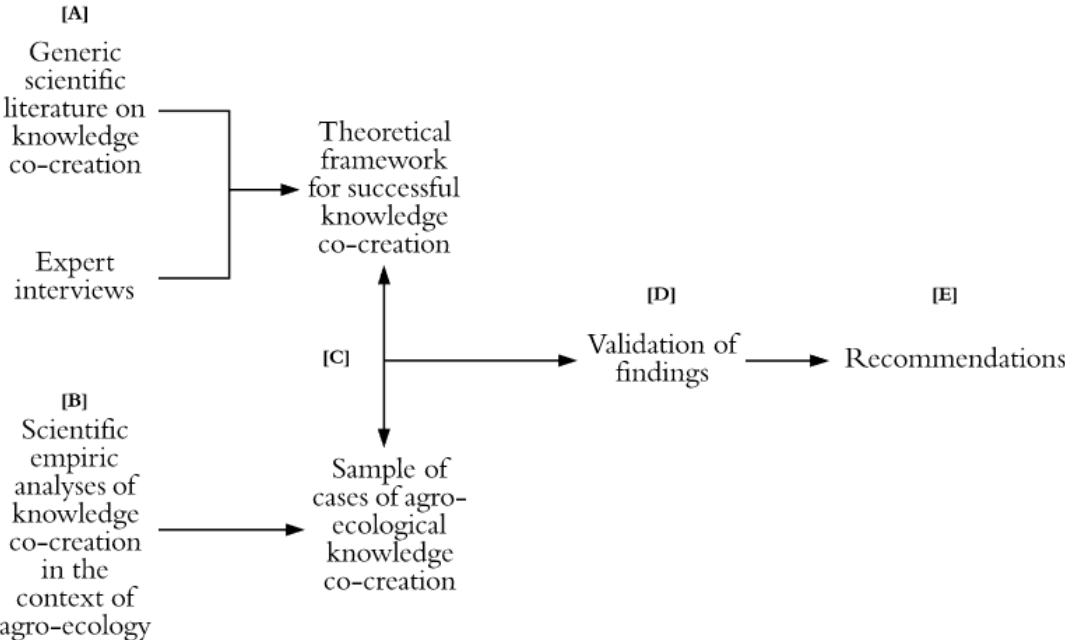 [A]
Generic
scientific
literature on
knowledge
co-creation
Expert
interviews
Theoretical
framework
for successful
knowledge
co-creation
[B]
Scientific
empiric
analyses of
knowledge
co-creation
in the
context of
agro-ecology
[C]
Sample of
cases of agro-
ecological
knowledge
co-creation
[D]
Validation of
findings
[E]
Recommendations